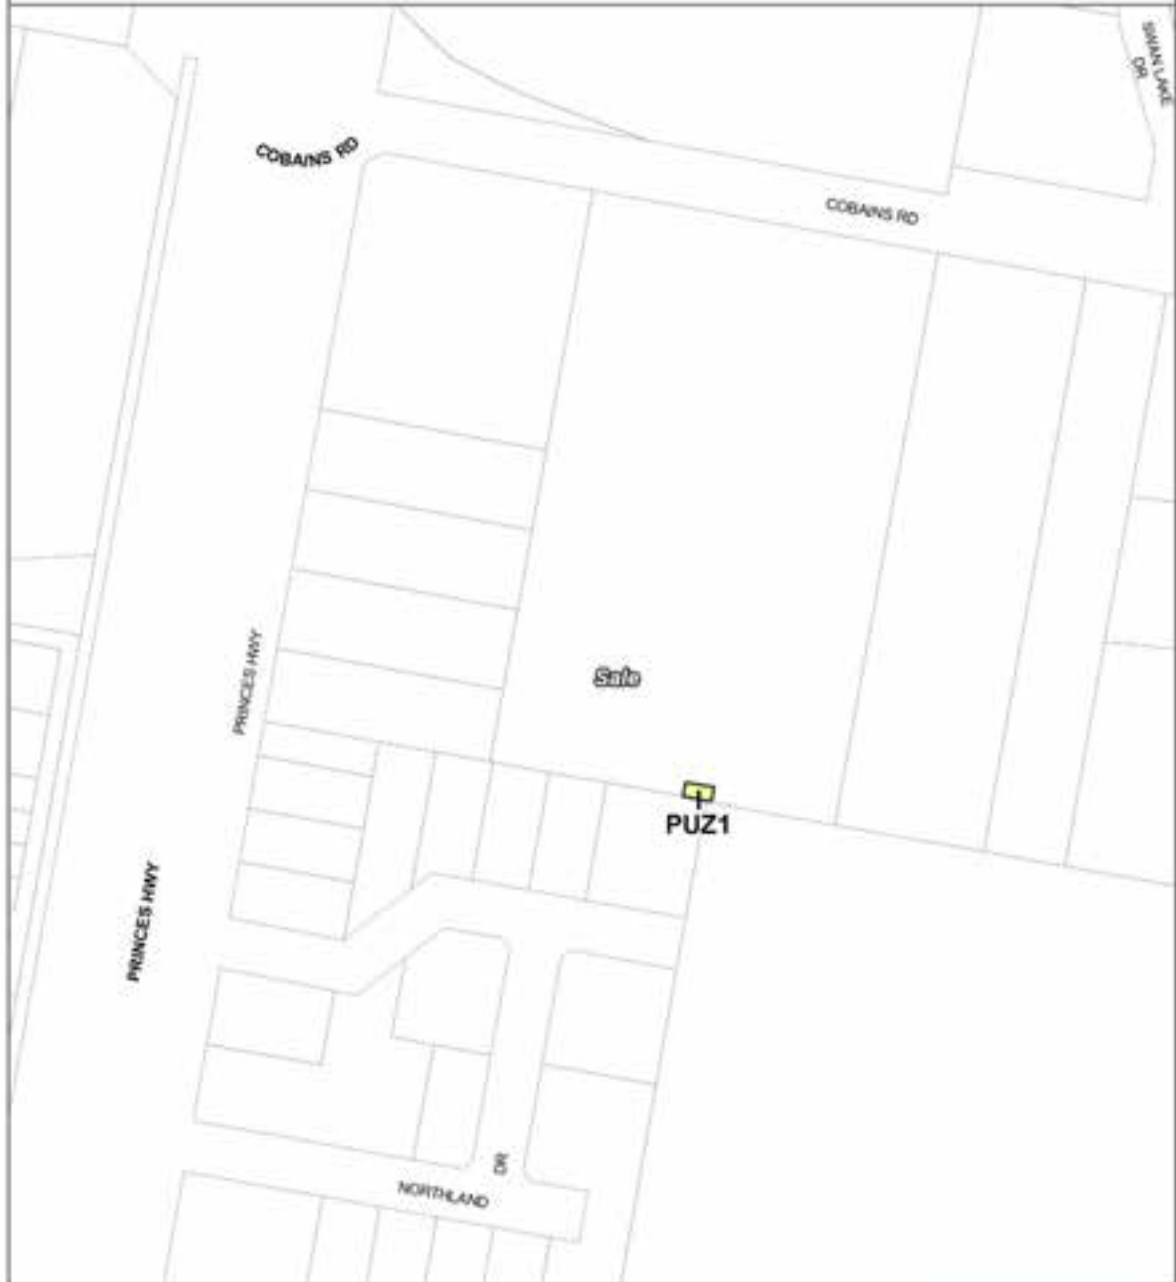 SWAN LAKE
DR
COBAINS RD
COBAINS RD
PRINCES HWY
Sale
PUZ1
PRINCES HWY
DR
NORTHLAND